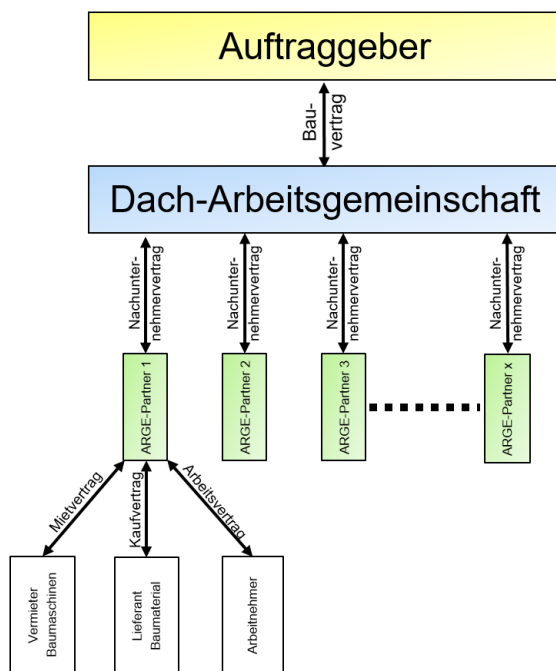 Auftraggeber
Bau-
vertrag
Dach-Arbeitsgemeinschaft
Nachunter-
nehmervertrag
Nachunter-
nehmervertrag
Nachunter-
nehmervertrag
Nachunter-
nehmervertrag
ARGE-Partner 1
ARGE-Partner 2
ARGE-Partner 3
ARGE-Partner x
Mietvertrag
Kaufvertrag
Arbeitsvertrag
Vermieter
Baumaschinen
Lieferant
Baumaterial
Arbeitnehmer